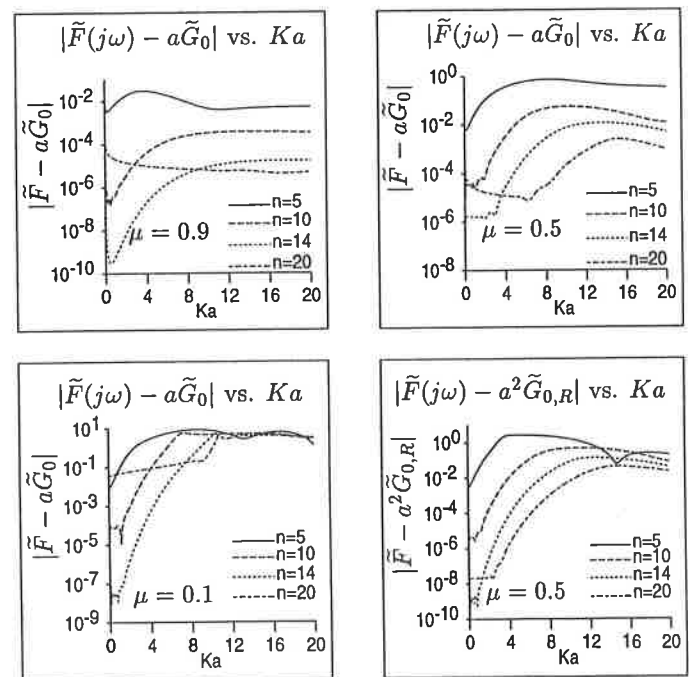 |F̃(jω) − aG̃₀| vs. Ka
|F̃ − aG̃₀|
10⁻²
10⁻⁴
10⁻⁶
10⁻⁸
10⁻¹⁰
μ = 0.9
n=5
n=10
n=14
n=20
0 4 8 12 16 20
Ka
|F̃(jω) − aG̃₀| vs. Ka
|F̃ − aG̃₀|
10⁰
10⁻²
10⁻⁴
10⁻⁶
10⁻⁸
μ = 0.5
n=5
n=10
n=14
n=20
0 4 8 12 16 20
Ka
|F̃(jω) − aG̃₀| vs. Ka
|F̃ − aG̃₀|
10¹
10⁻¹
10⁻³
10⁻⁵
10⁻⁷
10⁻⁹
μ = 0.1
n=5
n=10
n=14
n=20
0 4 8 12 16 20
Ka
|F̃(jω) − a²G̃₀,R| vs. Ka
|F̃ − a²G̃₀,R|
10⁰
10⁻²
10⁻⁴
10⁻⁶
10⁻⁸
10⁻¹⁰
μ = 0.5
n=5
n=10
n=14
n=20
0 4 8 12 16 20
Ka